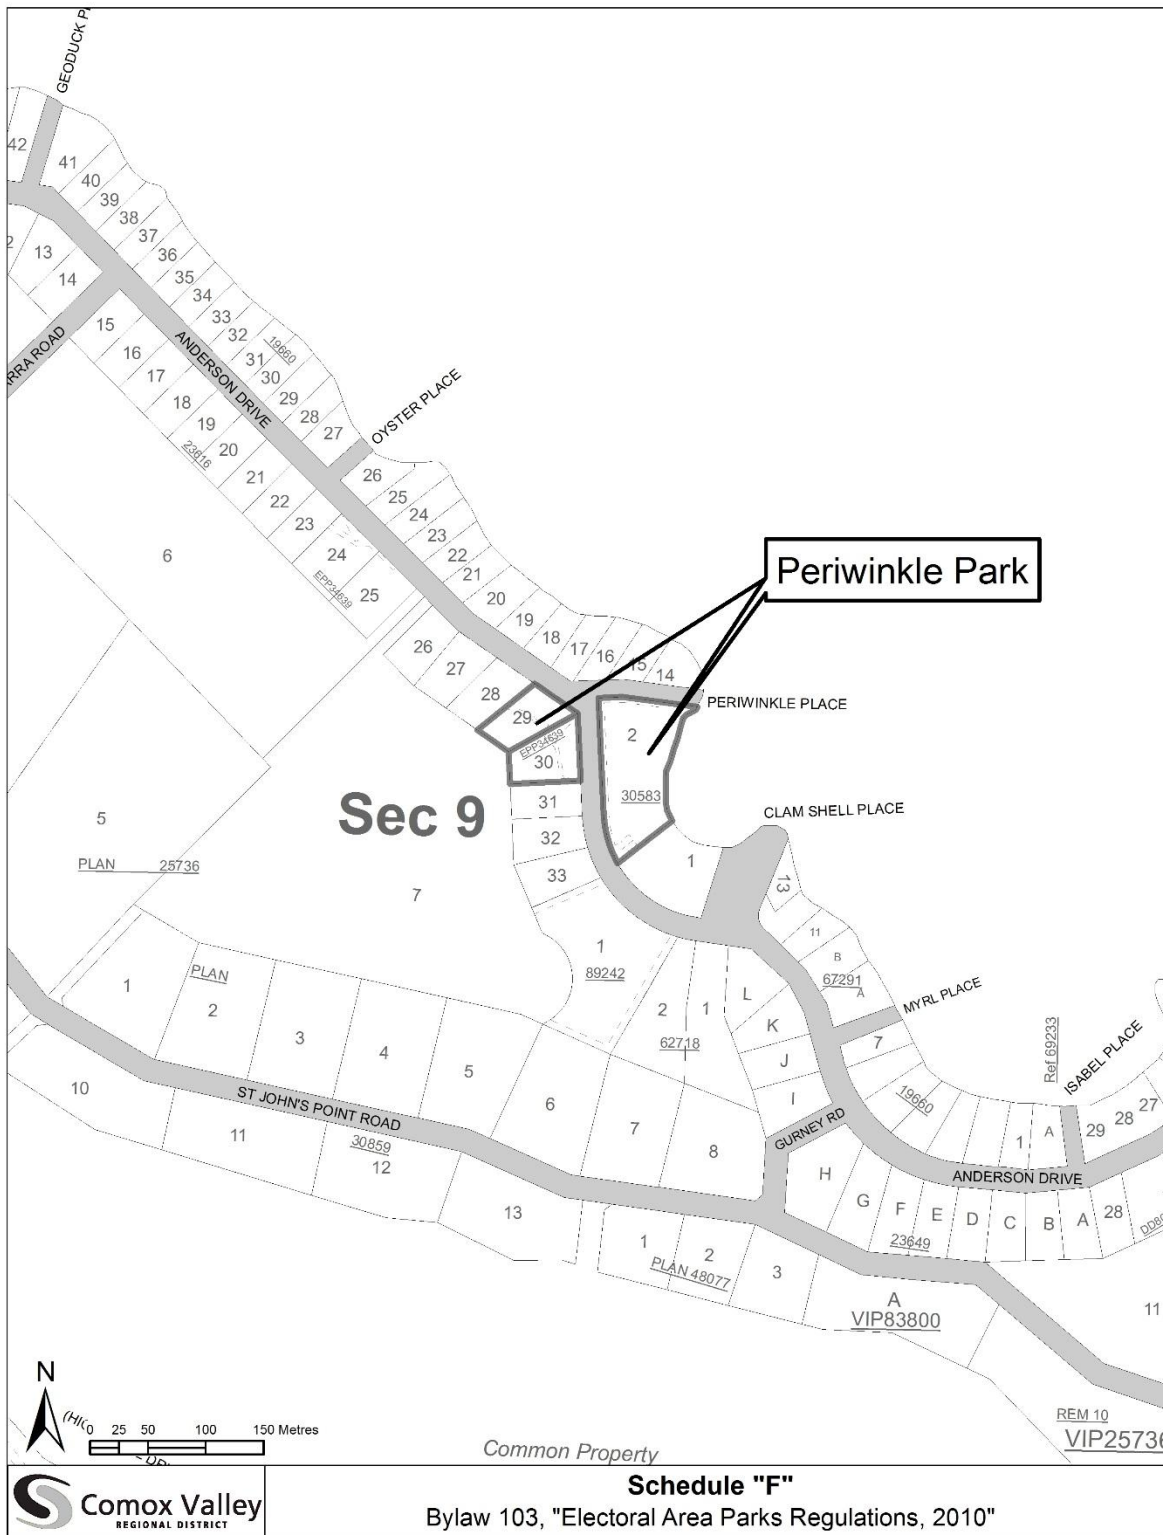 GEODUCK P
42
41
40
39
38
37
36
35
34
33
32
31
19660
30
29
28
27
2
13
14
15
16
17
18
19
23616
20
21
22
23
24
EPP34639
25
ARRA ROAD
ANDERSON DRIVE
OYSTER PLACE
26
25
24
23
22
21
20
19
18
17
16
15
14
6
Periwinkle Park
26
27
28
29
EPP34639
30
2
30583
PERIWINKLE PLACE
31
32
33
Sec 9
5
PLAN 25736
7
CLAM SHELL PLACE
1
13
11
B
67291
A
MYRL PLACE
1
89242
2
1
62718
L
K
J
I
7
19660
Ref 69233
ISABEL PLACE
1
PLAN
2
3
4
5
6
7
8
10
11
ST JOHN'S POINT ROAD
30859
12
13
GURNEY RD
H
G
F
E
D
C
B
A
28
23649
ANDERSON DRIVE
1
A
29
28
27
1
2
PLAN 48077
3
A
VIP83800
11
REM 10
VIP25736
N
0 25 50 100 150 Metres
Common Property
Comox Valley
REGIONAL DISTRICT
Schedule "F"
Bylaw 103, "Electoral Area Parks Regulations, 2010"